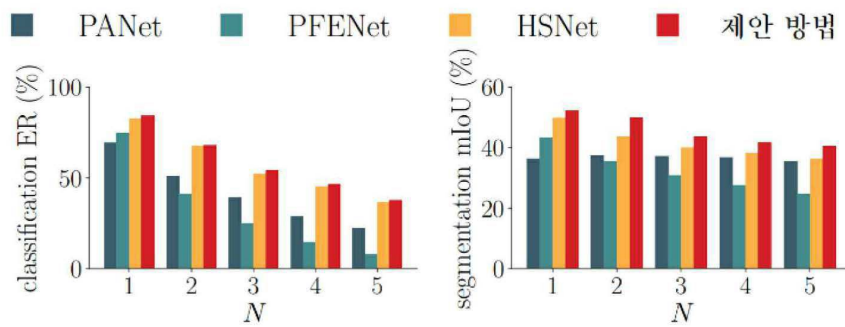 PANet PFENet HSNet 제안 방법
classification ER (%)
100
50
0
1 2 3 4 5
N
segmentation mIoU (%)
60
40
20
0
1 2 3 4 5
N